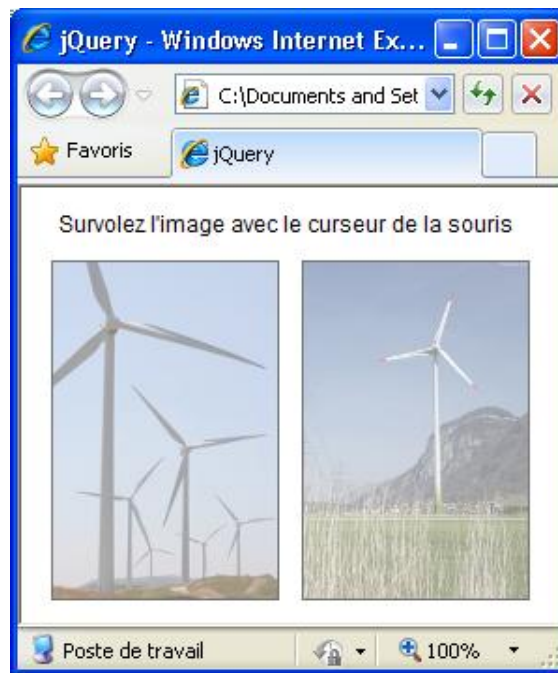 jQuery - Windows Internet Ex...
C:\Documents and Set
Favoris
jQuery
Survolez l'image avec le curseur de la souris
Poste de travail
100%